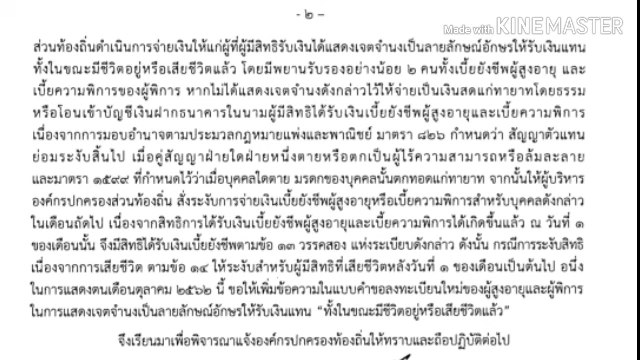 - ๒ -
Made with KINEMASTER
ส่วนท้องถิ่นดำเนินการจ่ายเงินให้แก่ผู้ที่ผู้มีสิทธิรับเงินได้แสดงเจตจำนงเป็นลายลักษณ์อักษรให้รับเงินแทน
ทั้งในขณะมีชีวิตอยู่หรือเสียชีวิตแล้ว โดยมีพยานรับรองอย่างน้อย ๒ คนทั้งเบี้ยยังชีพผู้สูงอายุ และ
เบี้ยความพิการของผู้พิการ หากไม่ได้แสดงเจตจำนงดังกล่าวไว้ให้จ่ายเป็นเงินสดแก่ทายาทโดยธรรม
หรือโอนเข้าบัญชีเงินฝากธนาคารในนามผู้มีสิทธิได้รับเงินเบี้ยยังชีพผู้สูงอายุและเบี้ยความพิการ
เนื่องจากการมอบอำนาจตามประมวลกฎหมายแพ่งและพาณิชย์ มาตรา ๘๒๖ กำหนดว่า สัญญาตัวแทน
ย่อมระงับสิ้นไป เมื่อคู่สัญญาฝ่ายใดฝ่ายหนึ่งตายหรือตกเป็นผู้ไร้ความสามารถหรือล้มละลาย
และมาตรา ๑๕๙๙ ที่กำหนดไว้ว่าเมื่อบุคคลใดตาย มรดกของบุคคลนั้นตกทอดแก่ทายาท จากนั้นให้ผู้บริหาร
องค์กรปกครองส่วนท้องถิ่น สั่งระงับการจ่ายเงินเบี้ยยังชีพผู้สูงอายุหรือเบี้ยความพิการสำหรับบุคคลดังกล่าว
ในเดือนถัดไป เนื่องจากสิทธิการได้รับเงินเบี้ยยังชีพผู้สูงอายุและเบี้ยความพิการได้เกิดขึ้นแล้ว ณ วันที่ ๑
ของเดือนนั้น จึงมีสิทธิได้รับเงินเบี้ยยังชีพตามข้อ ๑๓ วรรคสอง แห่งระเบียบดังกล่าว ดังนั้น กรณีการระงับสิทธิ
เนื่องจากการเสียชีวิต ตามข้อ ๑๔ ให้ระงับสำหรับผู้มีสิทธิที่เสียชีวิตหลังวันที่ ๑ ของเดือนเป็นต้นไป อนึ่ง
ในการแสดงตนเดือนตุลาคม ๒๕๖๒ นี้ ขอให้เพิ่มข้อความในแบบคำขอลงทะเบียนใหม่ของผู้สูงอายุและผู้พิการ
ในการแสดงเจตจำนงเป็นลายลักษณ์อักษรให้รับเงินแทน “ทั้งในขณะมีชีวิตอยู่หรือเสียชีวิตแล้ว”
จึงเรียนมาเพื่อพิจารณาแจ้งองค์กรปกครองท้องถิ่นให้ทราบและถือปฏิบัติต่อไป